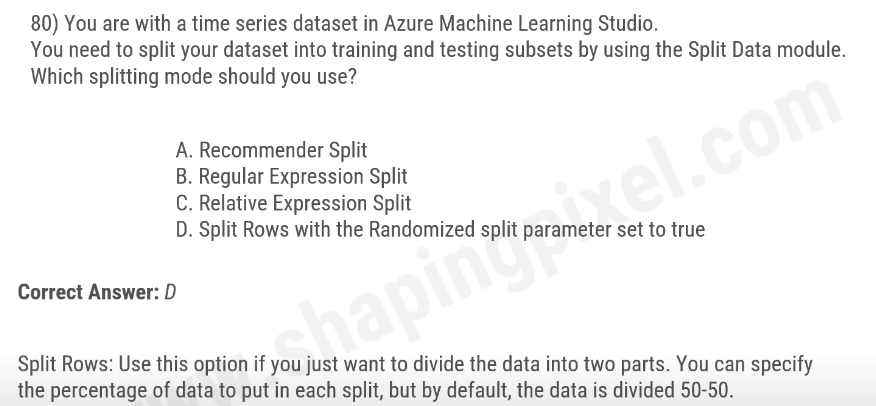 80) You are with a time series dataset in Azure Machine Learning Studio.
You need to split your dataset into training and testing subsets by using the Split Data module.
Which splitting mode should you use?
A. Recommender Split
B. Regular Expression Split
C. Relative Expression Split
D. Split Rows with the Randomized split parameter set to true
Correct Answer: D
Split Rows: Use this option if you just want to divide the data into two parts. You can specify
the percentage of data to put in each split, but by default, the data is divided 50-50.
www.shapingpixel.com